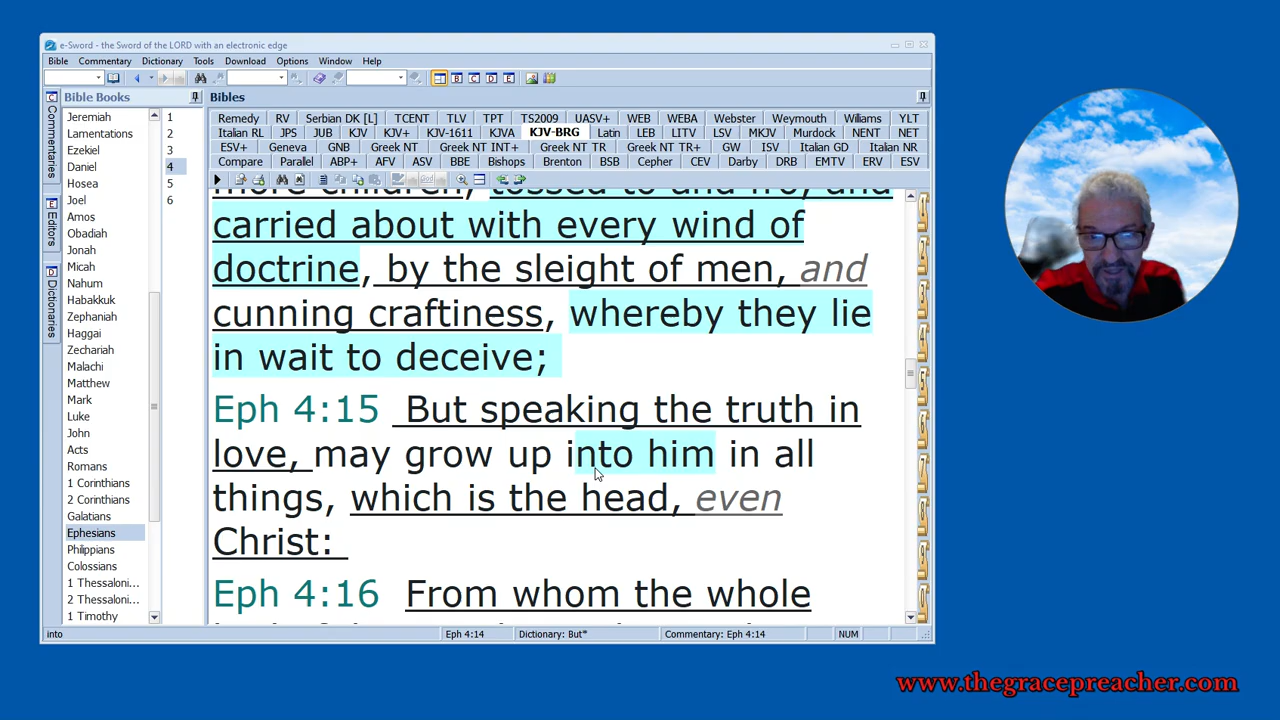 e-Sword - the Sword of the LORD with an electronic edge
Bible Commentary Dictionary Tools Download Options Window Help
Bible Books
Jeremiah
Lamentations
Ezekiel
Daniel
Hosea
Joel
Amos
Obadiah
Jonah
Micah
Nahum
Habakkuk
Zephaniah
Haggai
Zechariah
Malachi
Matthew
Mark
Luke
John
Acts
Romans
1 Corinthians
2 Corinthians
Galatians
Ephesians
Philippians
Colossians
1 Thessaloni...
2 Thessaloni...
1 Timothy
1
2
3
4
5
6
Commentaries
Editors
Dictionaries
Bibles
Remedy RV Serbian DK [L] TCENT TLV TPT TS2009 UASV+ WEB WEBA Webster Weymouth Williams YLT
Italian RL JPS JUB KJV KJV+ KJV-1611 KJVA KJV-BRG Latin LEB LITV LSV MKJV Murdock NENT NET
ESV+ Geneva GNB Greek NT Greek NT INT+ Greek NT TR Greek NT TR+ GW ISV Italian GD Italian NR
Compare Parallel ABP+ AFV ASV BBE Bishops Brenton BSB Cepher CEV Darby DRB EMTV ERV ESV
more children, tossed to and fro, and
carried about with every wind of
doctrine, by the sleight of men, and
cunning craftiness, whereby they lie
in wait to deceive;
Eph 4:15 But speaking the truth in
love, may grow up into him in all
things, which is the head, even
Christ:
Eph 4:16 From whom the whole
into Eph 4:14 Dictionary: But* Commentary: Eph 4:14 NUM
www.thegracepreacher.com